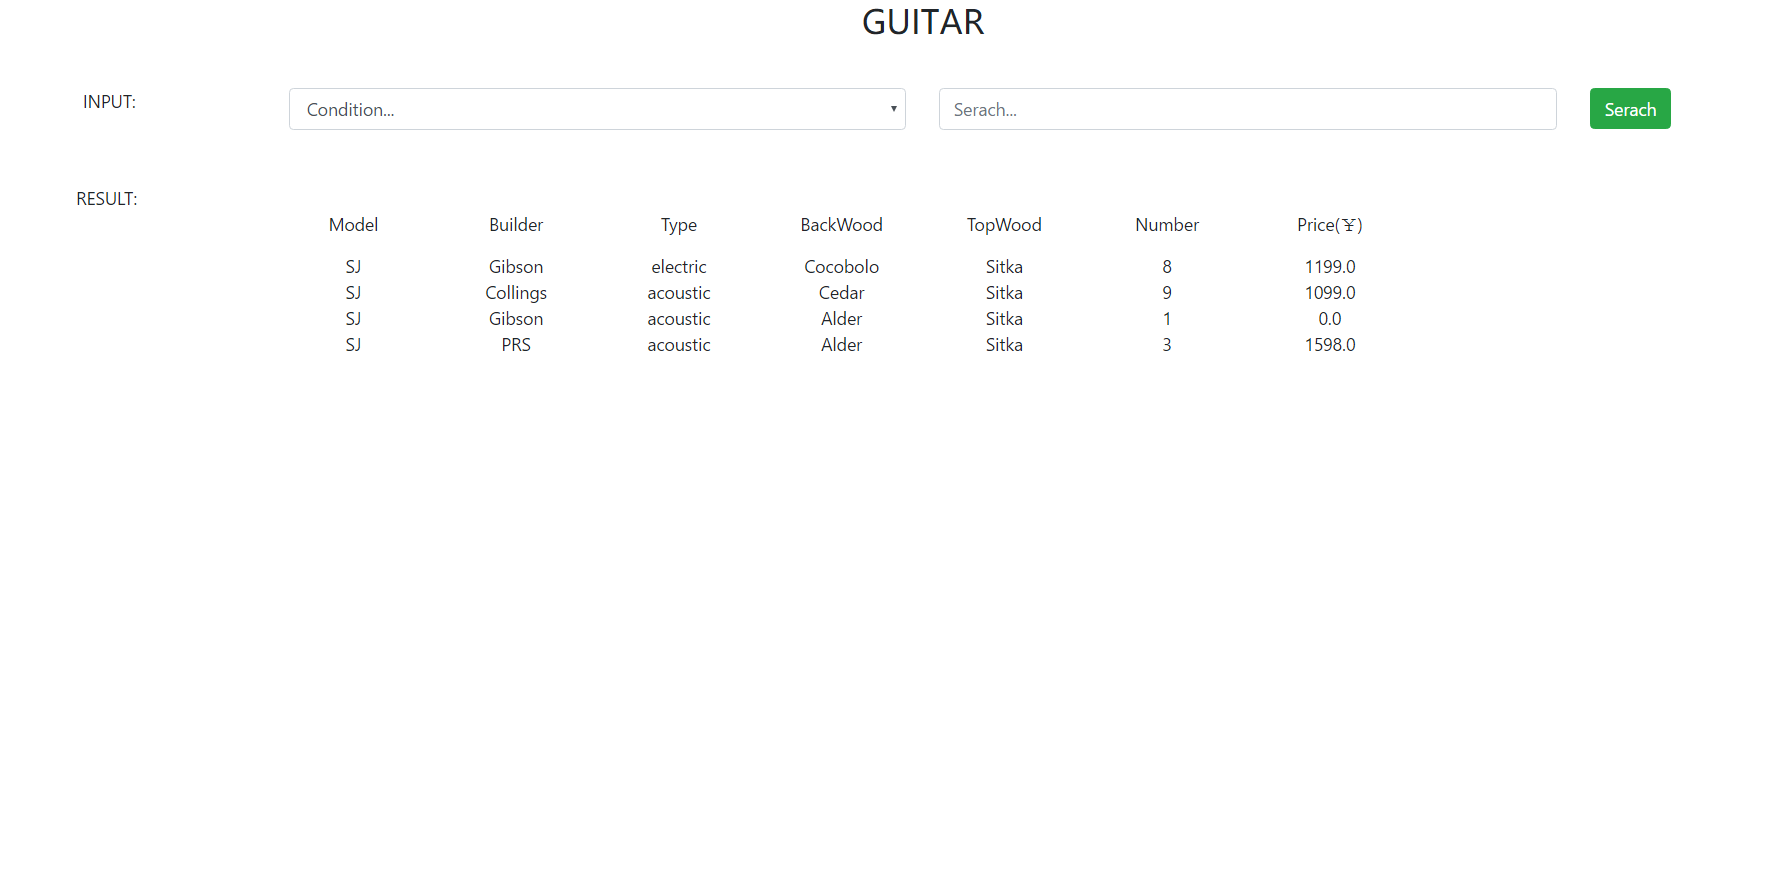 GUITAR
INPUT: Condition... Serach... Serach
RESULT:
Model Builder Type BackWood TopWood Number Price(￥)
SJ Gibson electric Cocobolo Sitka 8 1199.0
SJ Collings acoustic Cedar Sitka 9 1099.0
SJ Gibson acoustic Alder Sitka 1 0.0
SJ PRS acoustic Alder Sitka 3 1598.0